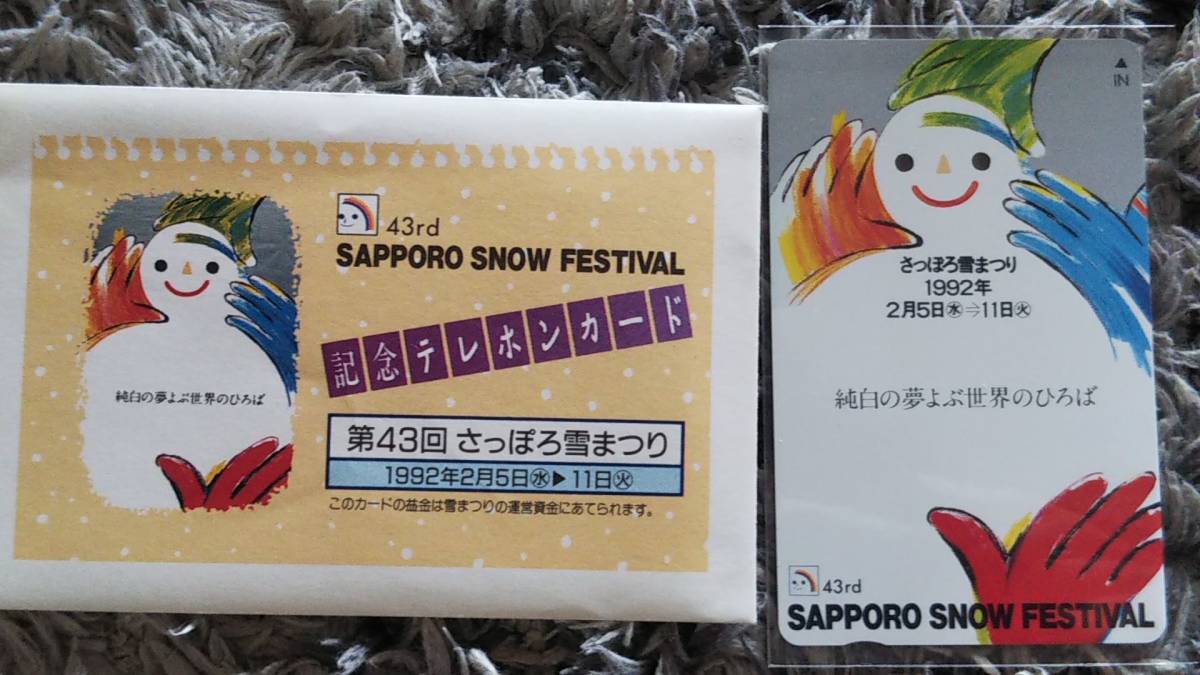 43rd
SAPPORO SNOW FESTIVAL
記念テレホンカード
第43回 さっぽろ雪まつり
1992年2月5日㊌▶11日㊋
このカードの益金は雪まつりの運営資金にあてられます。
純白の夢よぶ世界のひろば
▲
IN
さっぽろ雪まつり
1992年
2月5日㊌⇒11日㊋
純白の夢よぶ世界のひろば
43rd
SAPPORO SNOW FESTIVAL